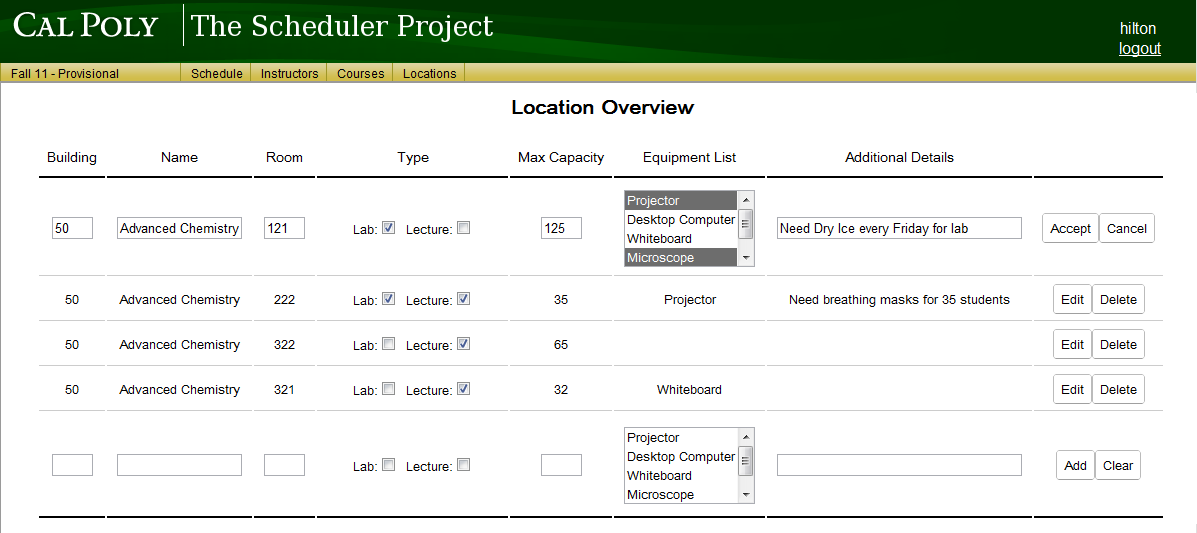 CAL POLY The Scheduler Project
hilton
logout
Fall 11 - Provisional Schedule Instructors Courses Locations
Location Overview
Building Name Room Type Max Capacity Equipment List Additional Details
50 Advanced Chemistry 121 Lab: Lecture: 125 Projector Desktop Computer Whiteboard Microscope Need Dry Ice every Friday for lab Accept Cancel
50 Advanced Chemistry 222 Lab: Lecture: 35 Projector Need breathing masks for 35 students Edit Delete
50 Advanced Chemistry 322 Lab: Lecture: 65 Edit Delete
50 Advanced Chemistry 321 Lab: Lecture: 32 Whiteboard Edit Delete
Lab: Lecture: Projector Desktop Computer Whiteboard Microscope Add Clear